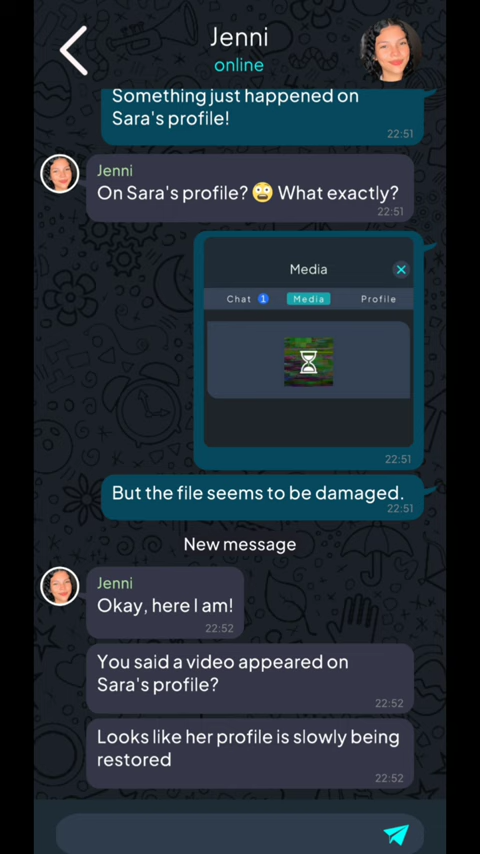 Jenni
online
Something just happened on
Sara's profile!
22:51
Jenni
On Sara's profile? 😳 What exactly?
22:51
Media
Chat 1 Media Profile
22:51
But the file seems to be damaged.
22:51
New message
Jenni
Okay, here I am!
22:52
You said a video appeared on
Sara's profile?
22:52
Looks like her profile is slowly being
restored
22:52